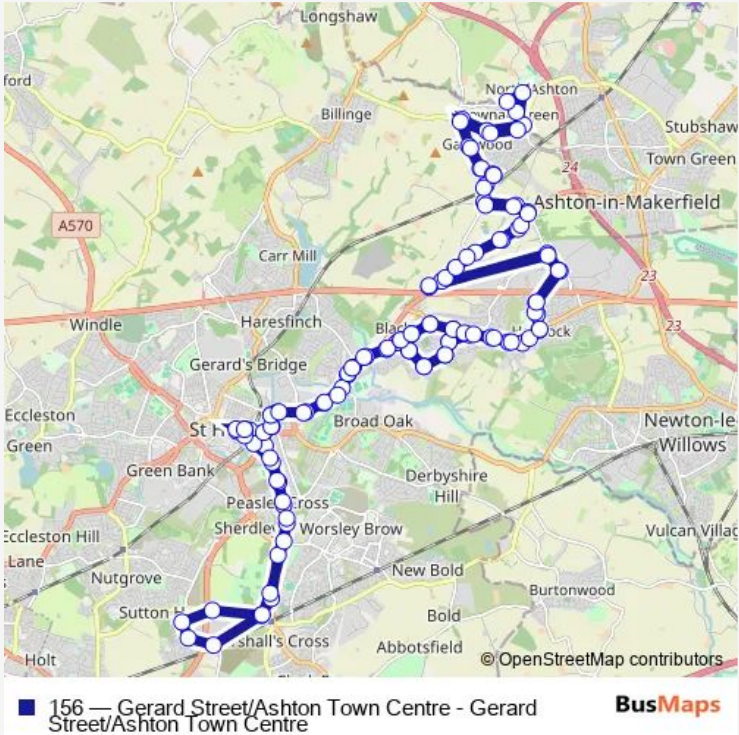 Longshaw
ford
North Ashton
Billinge
Stubshaw
Town Green
24
Ashton-in-Makerfield
A570
Carr Mill
23
Windle
Haresfinch
23
Gerard's Bridge
Eccleston
Green
St H
Broad Oak
Newton-le
Willows
Green Bank
Derbyshire
Hill
Peasley Cross
Eccleston Hill
Sherdley
Worsley Brow
Vulcan Villag
Lane
Nutgrove
New Bold
Burtonwood
Sutton H
Bold
rshall's Cross
Abbotsfield
Holt
© OpenStreetMap contributors
156 — Gerard Street/Ashton Town Centre - Gerard
Street/Ashton Town Centre
BusMaps